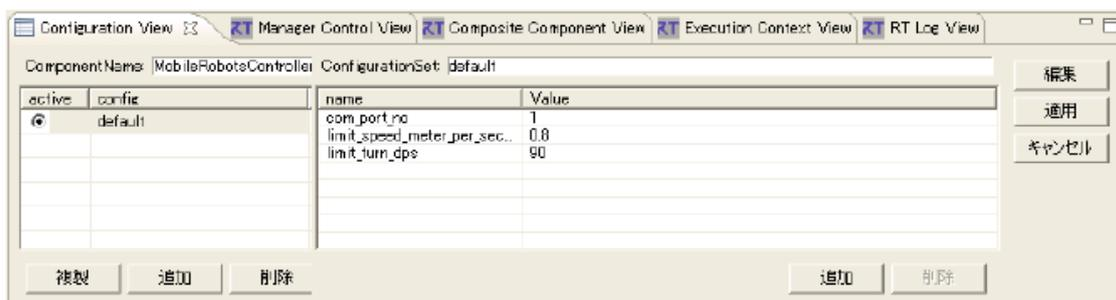 Configuration View RT Manager Control View RT Composite Component View RT Execution Context View RT RT Log View
ComponentName: MobileRobotsController ConfigurationSet: default
編集
active config name Value
適用
default com_port_no 1
limit_speed_meter_per_sec... 0.8
キャンセル
limit_turn_dps 90
複製 追加 削除 追加 削除